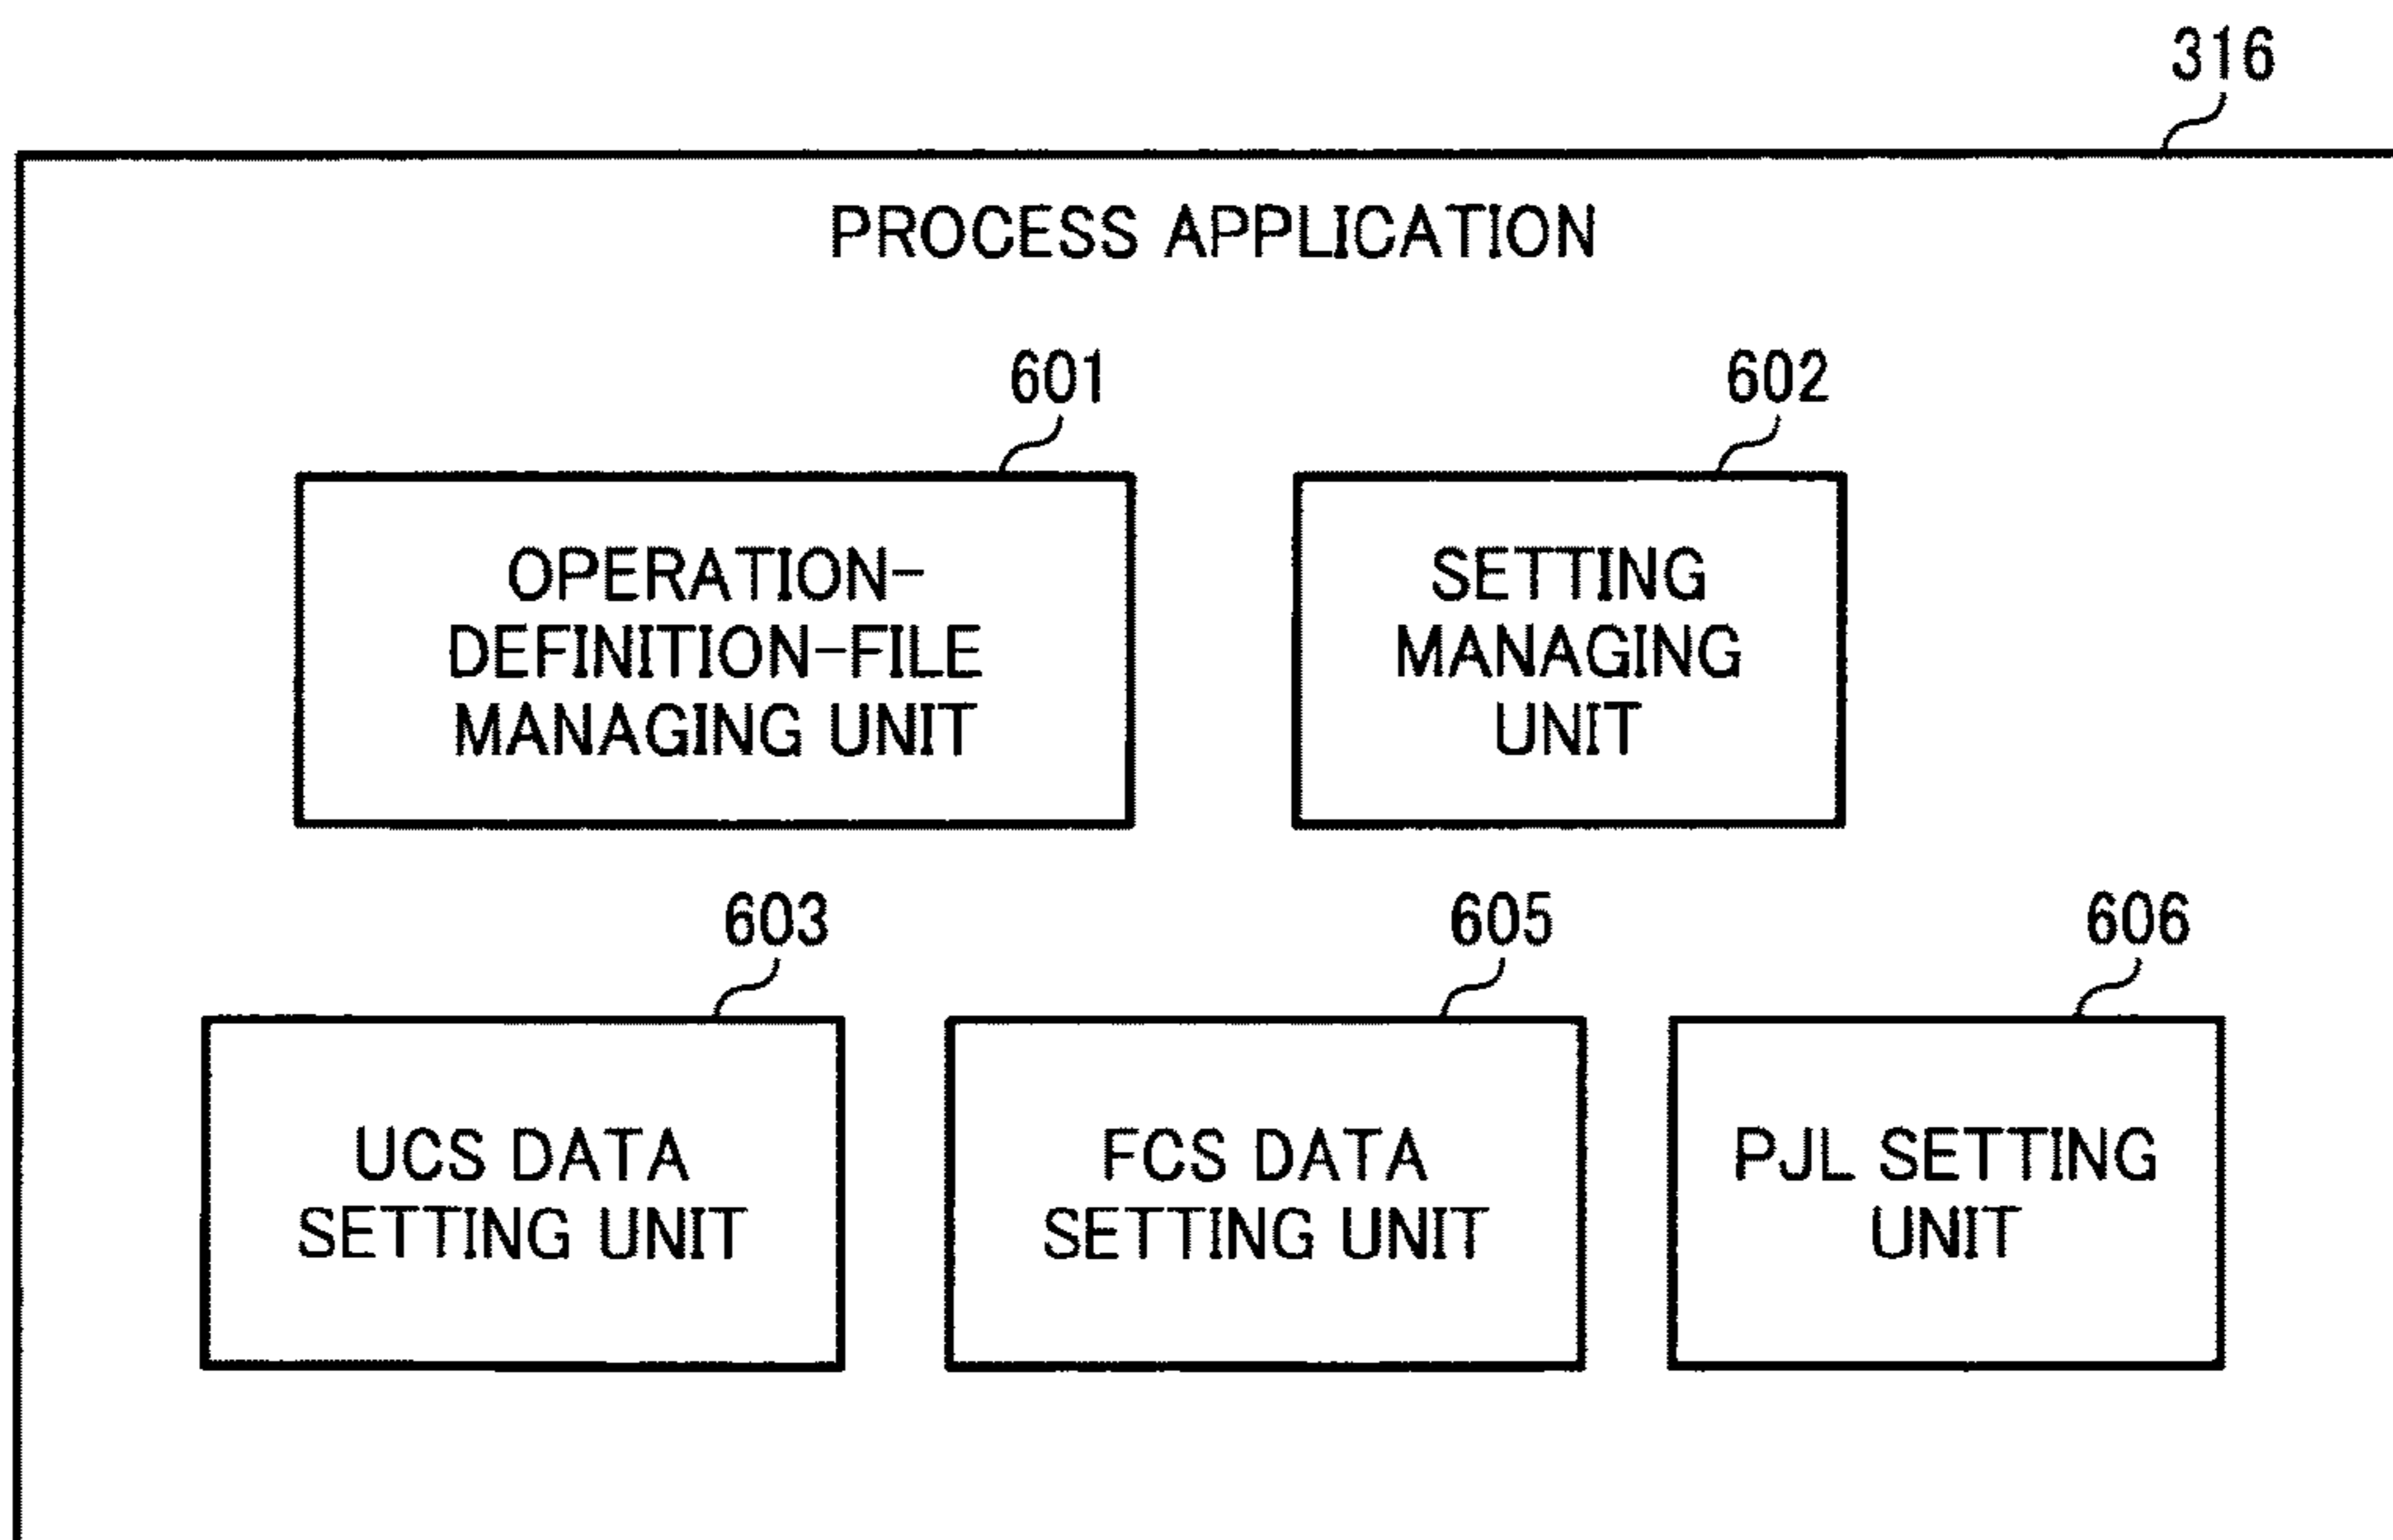 316
PROCESS APPLICATION
601
602
OPERATION-
DEFINITION-FILE
MANAGING UNIT
SETTING
MANAGING
UNIT
603
605
606
UCS DATA
SETTING UNIT
FCS DATA
SETTING UNIT
PJL SETTING
UNIT